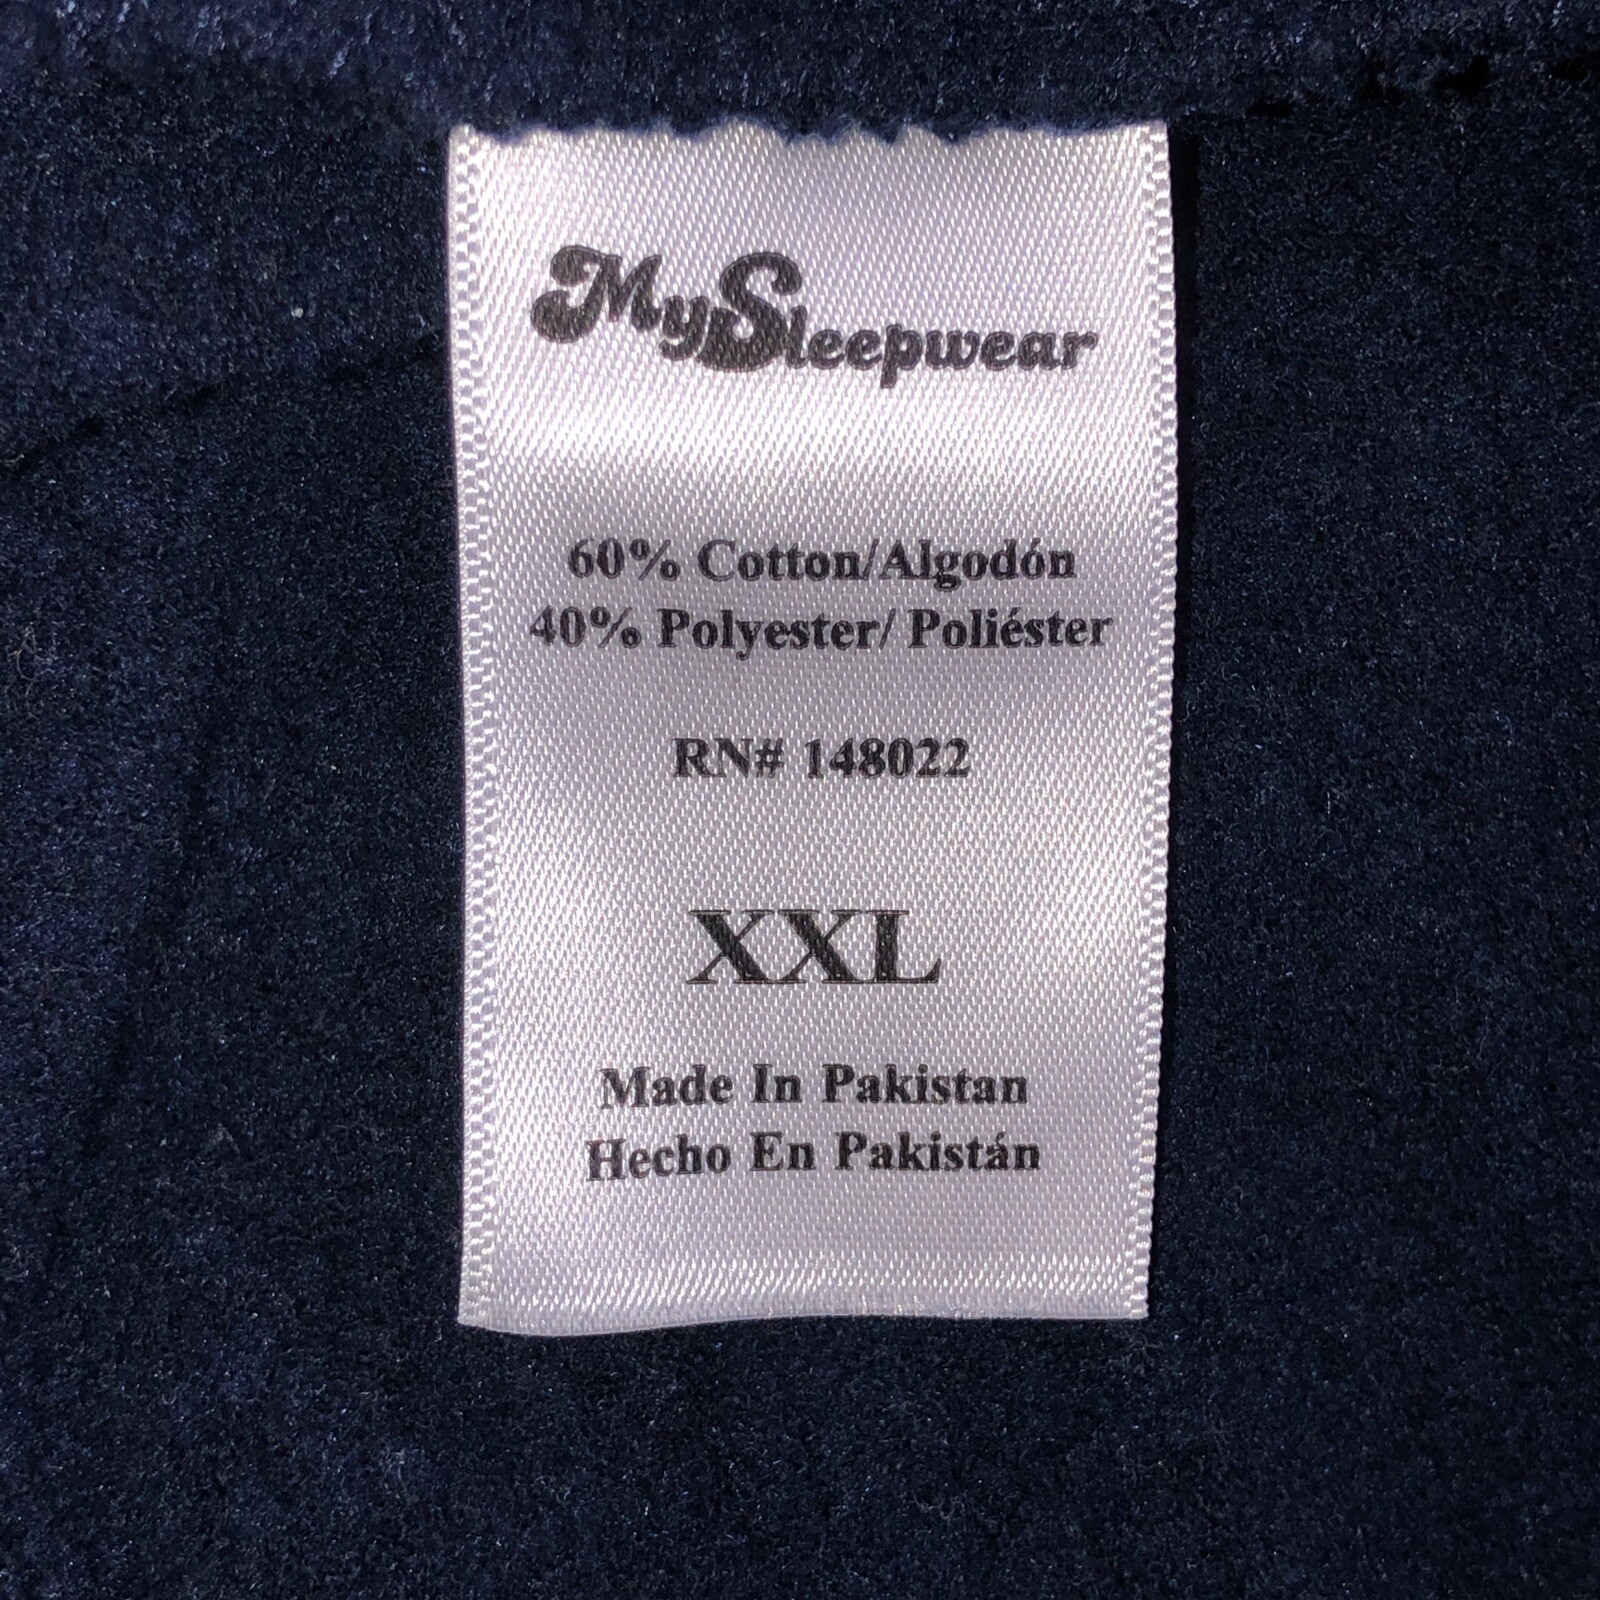 MySleepwear
60% Cotton/Algodón
40% Polyester/ Poliéster
RN# 148022
XXL
Made In Pakistan
Hecho En Pakistán